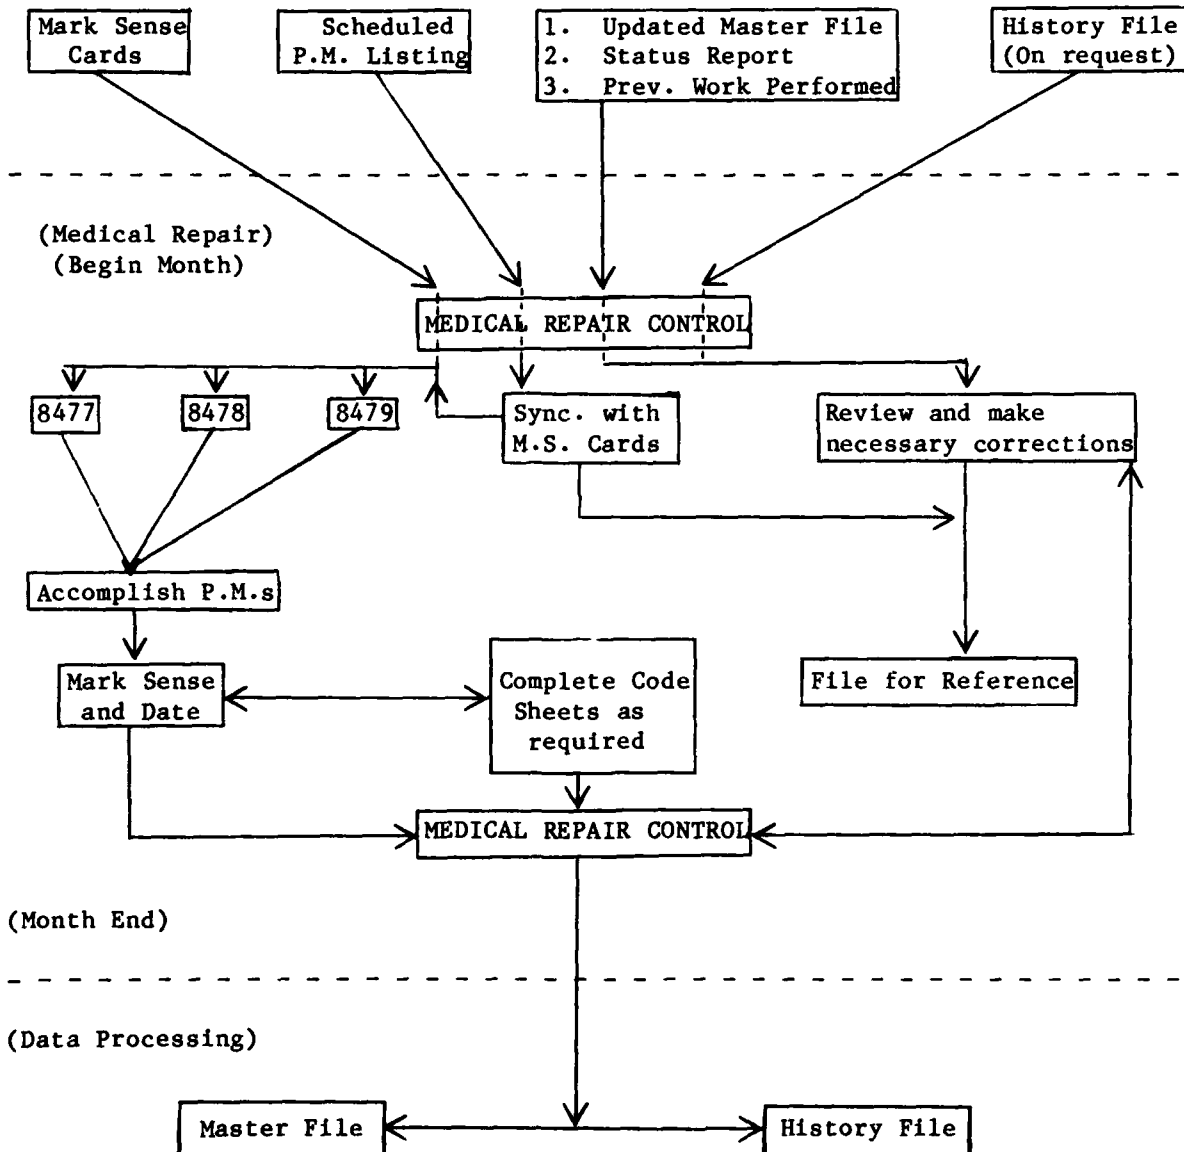 Mark Sense
Cards
Scheduled
P.M. Listing
1. Updated Master File
2. Status Report
3. Prev. Work Performed
History File
(On request)
(Medical Repair)
(Begin Month)
MEDICAL REPAIR CONTROL
8477
8478
8479
Sync. with
M.S. Cards
Review and make
necessary corrections
Accomplish P.M.s
Mark Sense
and Date
Complete Code
Sheets as
required
File for Reference
MEDICAL REPAIR CONTROL
(Month End)
(Data Processing)
Master File
History File